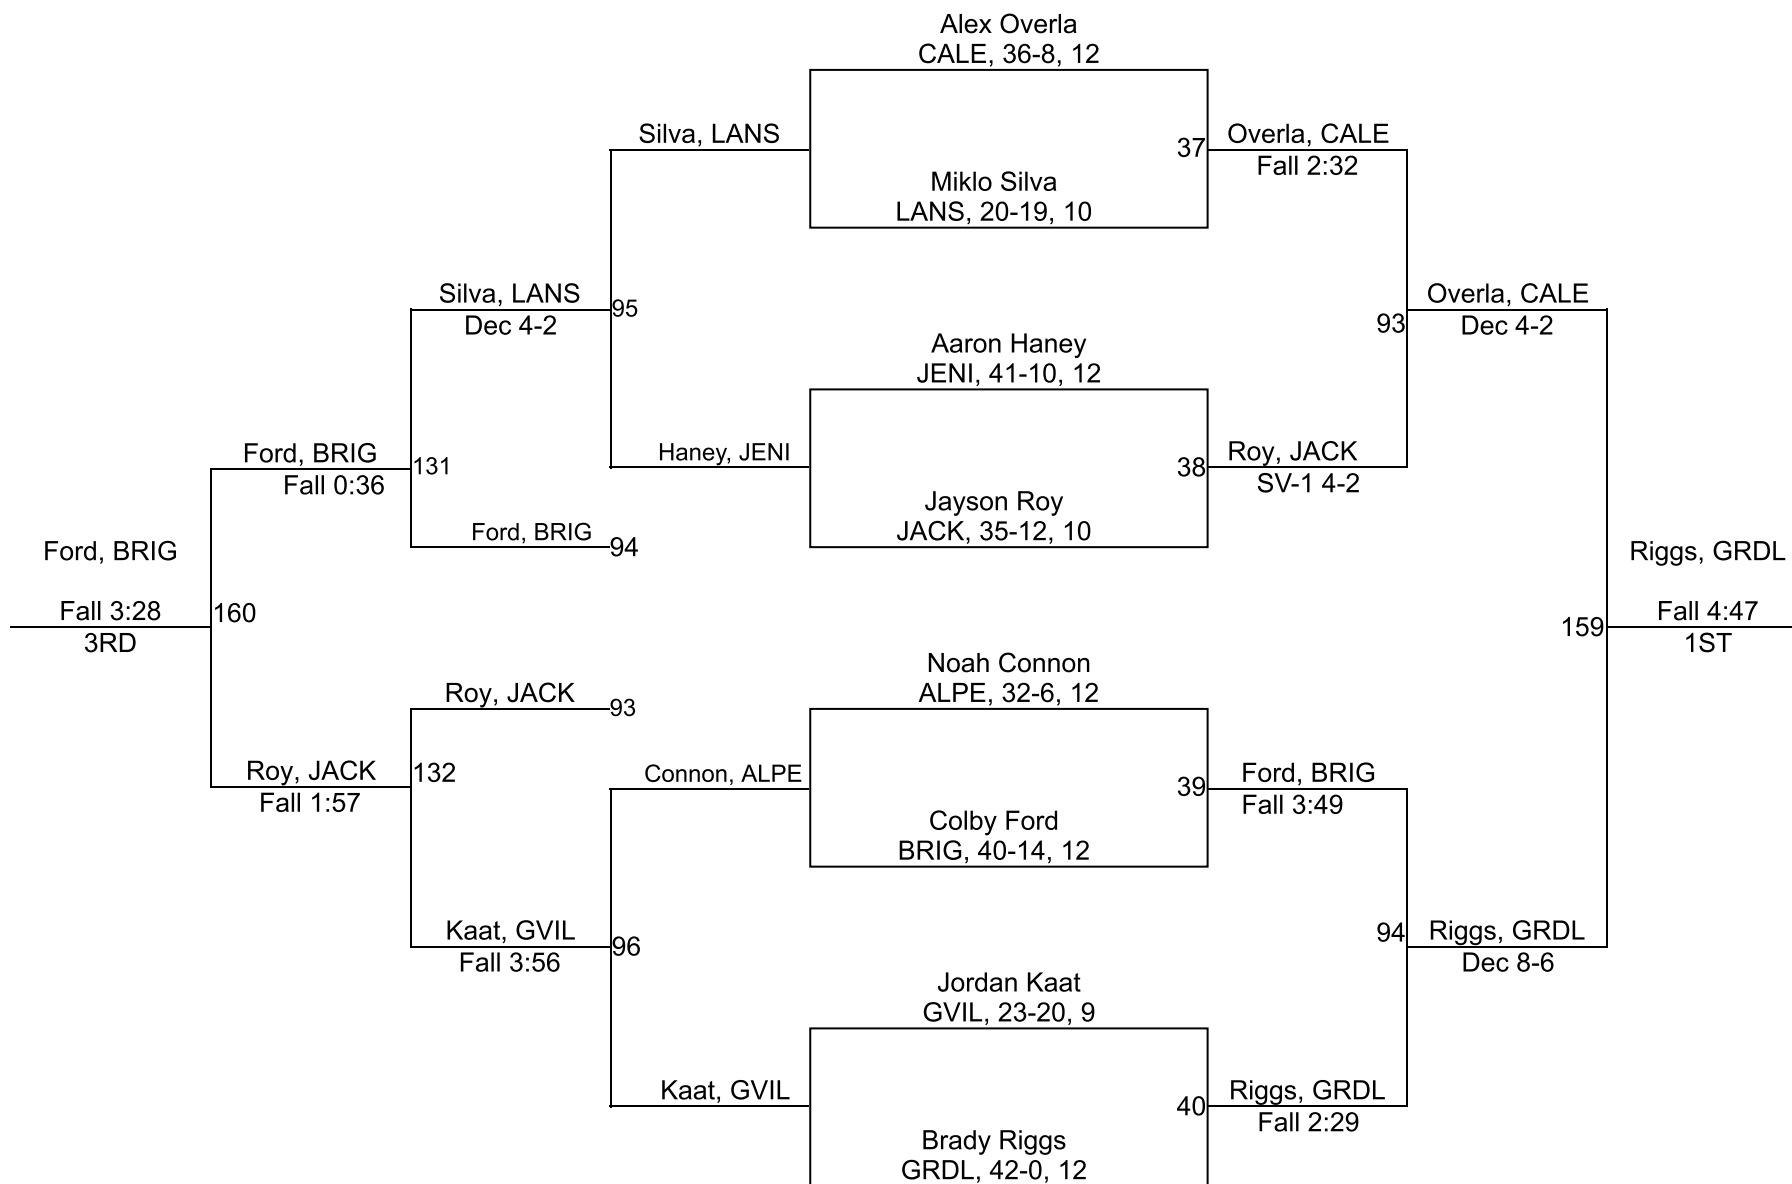 Alex Overla
CALE, 36-8, 12
Silva, LANS
37
Overla, CALE
Fall 2:32
Miklo Silva
LANS, 20-19, 10
Silva, LANS
Dec 4-2
95
Overla, CALE
Dec 4-2
93
Aaron Haney
JENI, 41-10, 12
Ford, BRIG
Fall 0:36
131
Haney, JENI
38
Roy, JACK
SV-1 4-2
Jayson Roy
JACK, 35-12, 10
Ford, BRIG
94
Ford, BRIG
Fall 3:28
3RD
160
Riggs, GRDL
Fall 4:47
1ST
159
Noah Connon
ALPE, 32-6, 12
Roy, JACK
93
Roy, JACK
Fall 1:57
132
Connon, ALPE
39
Ford, BRIG
Fall 3:49
Colby Ford
BRIG, 40-14, 12
Kaat, GVIL
Fall 3:56
96
94
Riggs, GRDL
Dec 8-6
Jordan Kaat
GVIL, 23-20, 9
Kaat, GVIL
40
Riggs, GRDL
Fall 2:29
Brady Riggs
GRDL, 42-0, 12